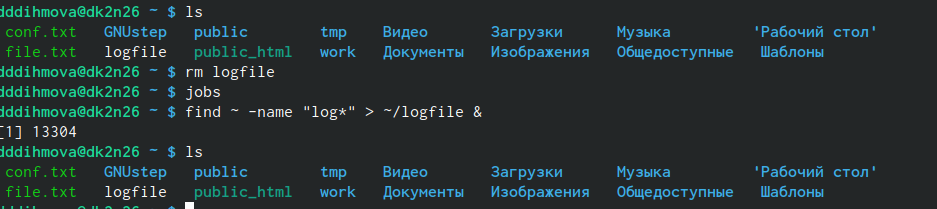 dddihmova@dk2n26 ~ $ ls
conf.txt GNUstep public tmp Видео Загрузки Музыка 'Рабочий стол'
file.txt logfile public_html work Документы Изображения Общедоступные Шаблоны
dddihmova@dk2n26 ~ $ rm logfile
dddihmova@dk2n26 ~ $ jobs
dddihmova@dk2n26 ~ $ find ~ -name "log*" > ~/logfile &
[1] 13304
dddihmova@dk2n26 ~ $ ls
conf.txt GNUstep public tmp Видео Загрузки Музыка 'Рабочий стол'
file.txt logfile public_html work Документы Изображения Общедоступные Шаблоны
dddihmova@dk2n26 ~ $